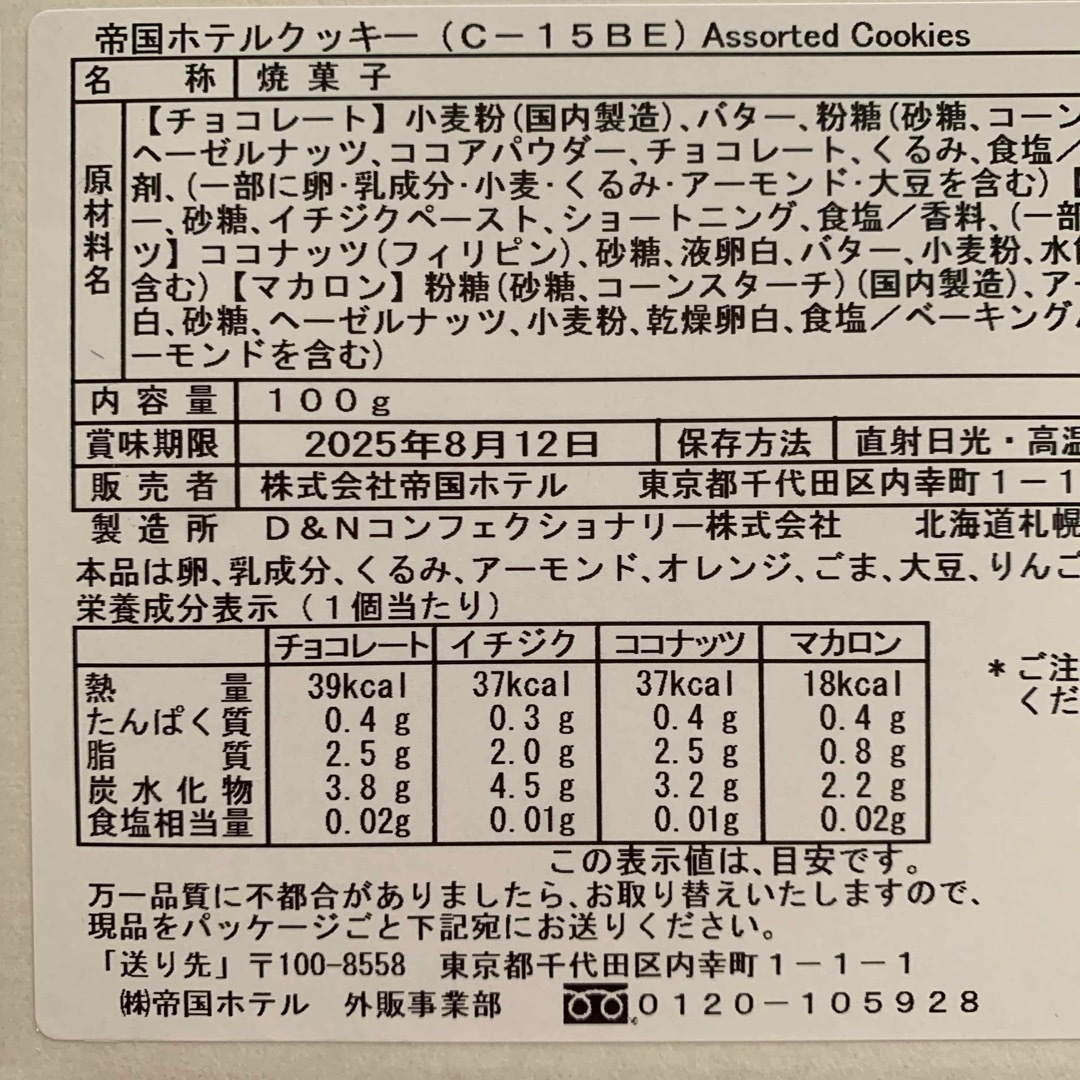 帝国ホテルクッキー（C－15BE）Assorted Cookies
名称 焼菓子
原材料名
【チョコレート】小麦粉(国内製造)、バター、粉糖(砂糖、コーン
ヘーゼルナッツ、ココアパウダー、チョコレート、くるみ、食塩／
剤、(一部に卵・乳成分・小麦・くるみ・アーモンド・大豆を含む)【
ー、砂糖、イチジクペースト、ショートニング、食塩／香料、(一部
ツ】ココナッツ(フィリピン)、砂糖、液卵白、バター、小麦粉、水
含む)【マカロン】粉糖(砂糖、コーンスターチ)(国内製造)、アー
白、砂糖、ヘーゼルナッツ、小麦粉、乾燥卵白、食塩／ベーキング
ーモンドを含む)
内容量 100g
賞味期限 2025年8月12日 保存方法 直射日光・高温
販売者 株式会社帝国ホテル 東京都千代田区内幸町1－1
製造所 D&Nコンフェクショナリー株式会社 北海道札幌
本品は卵、乳成分、くるみ、アーモンド、オレンジ、ごま、大豆、りんご
栄養成分表示（1個当たり）
チョコレート イチジク ココナッツ マカロン
熱量 39kcal 37kcal 37kcal 18kcal
たんぱく質 0.4g 0.3g 0.4g 0.4g
脂質 2.5g 2.0g 2.5g 0.8g
炭水化物 3.8g 4.5g 3.2g 2.2g
食塩相当量 0.02g 0.01g 0.01g 0.02g
＊ご注
くだ
この表示値は、目安です。
万一品質に不都合がありましたら、お取り替えいたしますので、
現品をパッケージごと下記宛にお送りください。
「送り先」〒100-8558 東京都千代田区内幸町1－1－1
㈱帝国ホテル 外販事業部 0120－105928